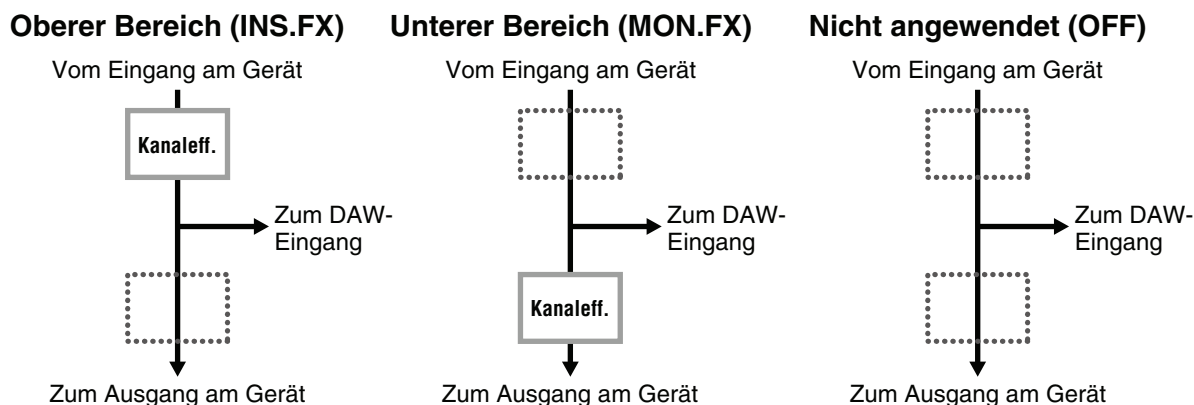 Oberer Bereich (INS.FX)
Vom Eingang am Gerät
Kanaleff.
Zum DAW-
Eingang
Zum Ausgang am Gerät
Unterer Bereich (MON.FX)
Vom Eingang am Gerät
Zum DAW-
Eingang
Kanaleff.
Zum Ausgang am Gerät
Nicht angewendet (OFF)
Vom Eingang am Gerät
Zum DAW-
Eingang
Zum Ausgang am Gerät